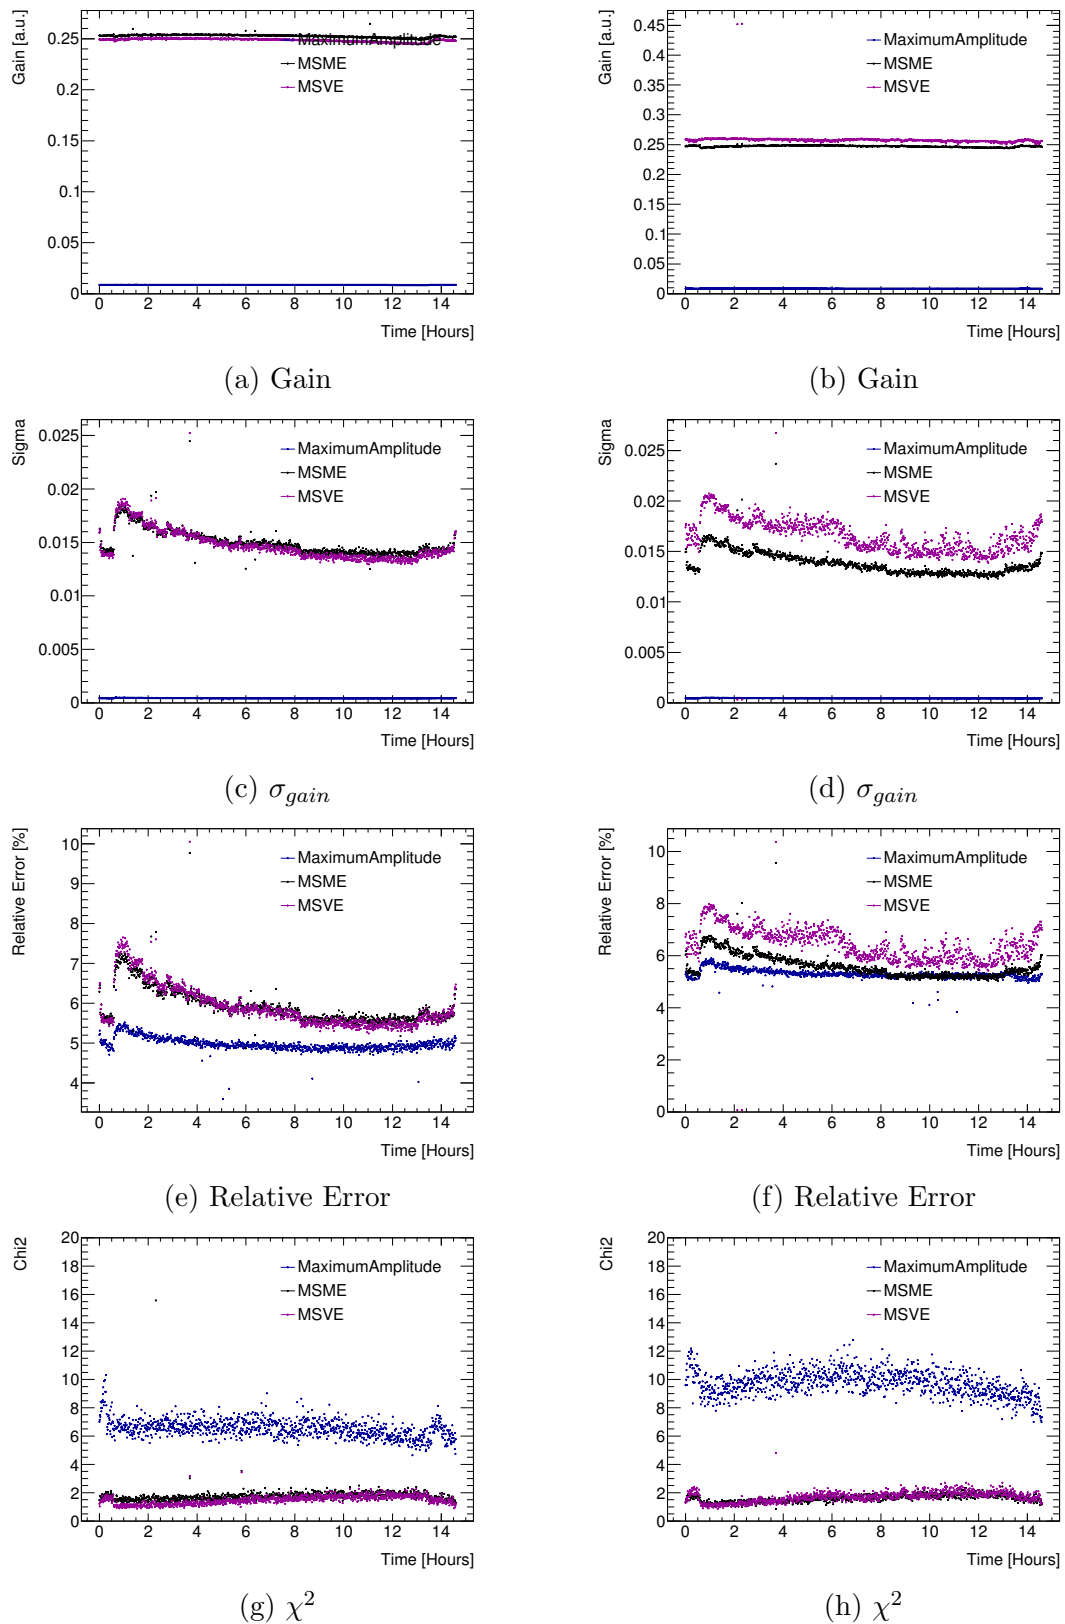 Gain [a.u.]
0.25
0.2
0.15
0.1
0.05
0
MaximumAmplitude
MSME
MSVE
0 2 4 6 8 10 12 14
Time [Hours]
(a) Gain
Gain [a.u.]
0.45
0.4
0.35
0.3
0.25
0.2
0.15
0.1
0.05
0
MaximumAmplitude
MSME
MSVE
0 2 4 6 8 10 12 14
Time [Hours]
(b) Gain
Sigma
0.025
0.02
0.015
0.01
0.005
0
MaximumAmplitude
MSME
MSVE
0 2 4 6 8 10 12 14
Time [Hours]
(c) σgain
Sigma
0.025
0.02
0.015
0.01
0.005
0
MaximumAmplitude
MSME
MSVE
0 2 4 6 8 10 12 14
Time [Hours]
(d) σgain
Relative Error [%]
10
9
8
7
6
5
4
MaximumAmplitude
MSME
MSVE
0 2 4 6 8 10 12 14
Time [Hours]
(e) Relative Error
Relative Error [%]
10
8
6
4
2
0
MaximumAmplitude
MSME
MSVE
0 2 4 6 8 10 12 14
Time [Hours]
(f) Relative Error
Chi2
20
18
16
14
12
10
8
6
4
2
0
MaximumAmplitude
MSME
MSVE
0 2 4 6 8 10 12 14
Time [Hours]
(g) χ²
Chi2
20
18
16
14
12
10
8
6
4
2
0
MaximumAmplitude
MSME
MSVE
0 2 4 6 8 10 12 14
Time [Hours]
(h) χ²